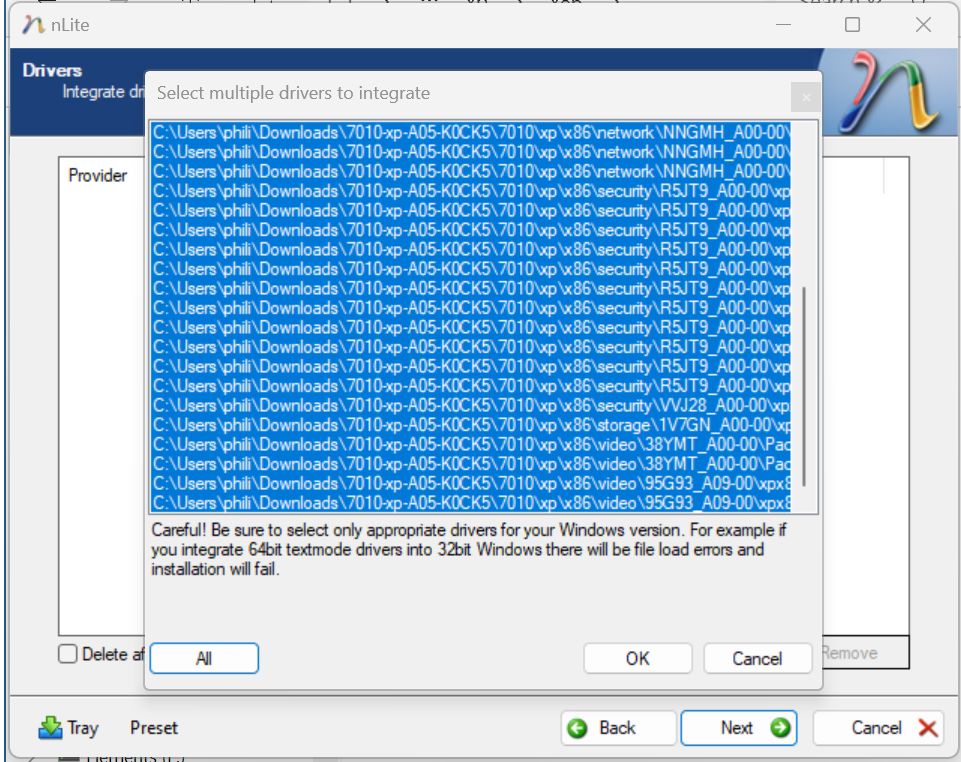 nLite
Drivers
Integrate dri
Select multiple drivers to integrate
Provider
C:\Users\phili\Downloads\7010-xp-A05-K0CK5\7010\xp\x86\network\NNGMH_A00-00\
C:\Users\phili\Downloads\7010-xp-A05-K0CK5\7010\xp\x86\network\NNGMH_A00-00\
C:\Users\phili\Downloads\7010-xp-A05-K0CK5\7010\xp\x86\network\NNGMH_A00-00\
C:\Users\phili\Downloads\7010-xp-A05-K0CK5\7010\xp\x86\security\R5JT9_A00-00\xp
C:\Users\phili\Downloads\7010-xp-A05-K0CK5\7010\xp\x86\security\R5JT9_A00-00\xp
C:\Users\phili\Downloads\7010-xp-A05-K0CK5\7010\xp\x86\security\R5JT9_A00-00\xp
C:\Users\phili\Downloads\7010-xp-A05-K0CK5\7010\xp\x86\security\R5JT9_A00-00\xp
C:\Users\phili\Downloads\7010-xp-A05-K0CK5\7010\xp\x86\security\R5JT9_A00-00\xp
C:\Users\phili\Downloads\7010-xp-A05-K0CK5\7010\xp\x86\security\R5JT9_A00-00\xp
C:\Users\phili\Downloads\7010-xp-A05-K0CK5\7010\xp\x86\security\R5JT9_A00-00\xp
C:\Users\phili\Downloads\7010-xp-A05-K0CK5\7010\xp\x86\security\R5JT9_A00-00\xp
C:\Users\phili\Downloads\7010-xp-A05-K0CK5\7010\xp\x86\security\R5JT9_A00-00\xp
C:\Users\phili\Downloads\7010-xp-A05-K0CK5\7010\xp\x86\security\R5JT9_A00-00\xp
C:\Users\phili\Downloads\7010-xp-A05-K0CK5\7010\xp\x86\security\R5JT9_A00-00\xp
C:\Users\phili\Downloads\7010-xp-A05-K0CK5\7010\xp\x86\security\VVJ28_A00-00\xp
C:\Users\phili\Downloads\7010-xp-A05-K0CK5\7010\xp\x86\storage\1V7GN_A00-00\xp
C:\Users\phili\Downloads\7010-xp-A05-K0CK5\7010\xp\x86\video\38YMT_A00-00\Pac
C:\Users\phili\Downloads\7010-xp-A05-K0CK5\7010\xp\x86\video\38YMT_A00-00\Pac
C:\Users\phili\Downloads\7010-xp-A05-K0CK5\7010\xp\x86\video\95G93_A09-00\xpx8
C:\Users\phili\Downloads\7010-xp-A05-K0CK5\7010\xp\x86\video\95G93_A09-00\xpx8
Careful! Be sure to select only appropriate drivers for your Windows version. For example if
you integrate 64bit textmode drivers into 32bit Windows there will be file load errors and
installation will fail.
Delete af
All
OK
Cancel
Remove
Tray
Preset
Back
Next
Cancel